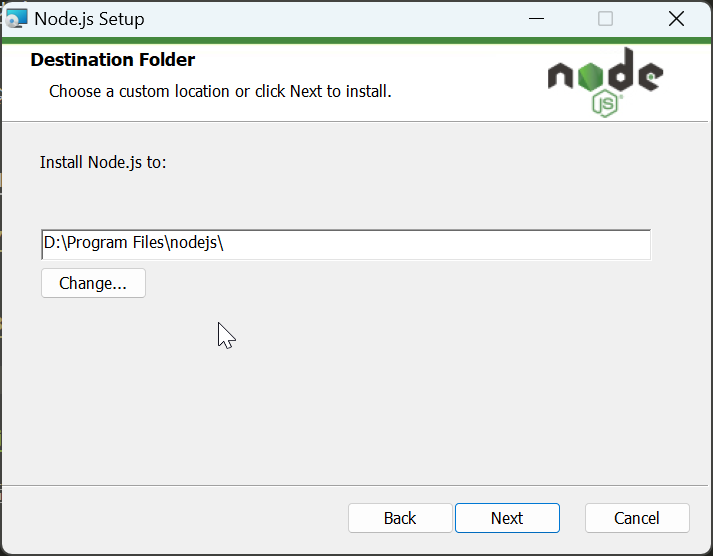 Node.js Setup
Destination Folder
Choose a custom location or click Next to install.
node
JS
Install Node.js to:
D:\Program Files\nodejs\
Change...
Back
Next
Cancel